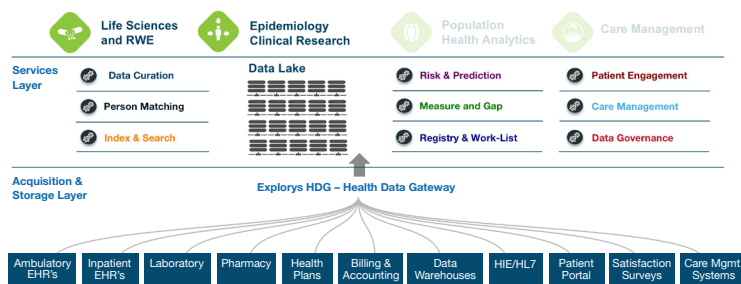 Life Sciences
and RWE
Epidemiology
Clinical Research
Population
Health Analytics
Care Management
Services
Layer
Data Curation
Person Matching
Index & Search
Data Lake
Risk & Prediction
Measure and Gap
Registry & Work-List
Patient Engagement
Care Management
Data Governance
Acquisition &
Storage Layer
Explorys HDG – Health Data Gateway
Ambulatory
EHR's
Inpatient
EHR's
Laboratory
Pharmacy
Health
Plans
Billing &
Accounting
Data
Warehouses
HIE/HL7
Patient
Portal
Satisfaction
Surveys
Care Mgmt
Systems